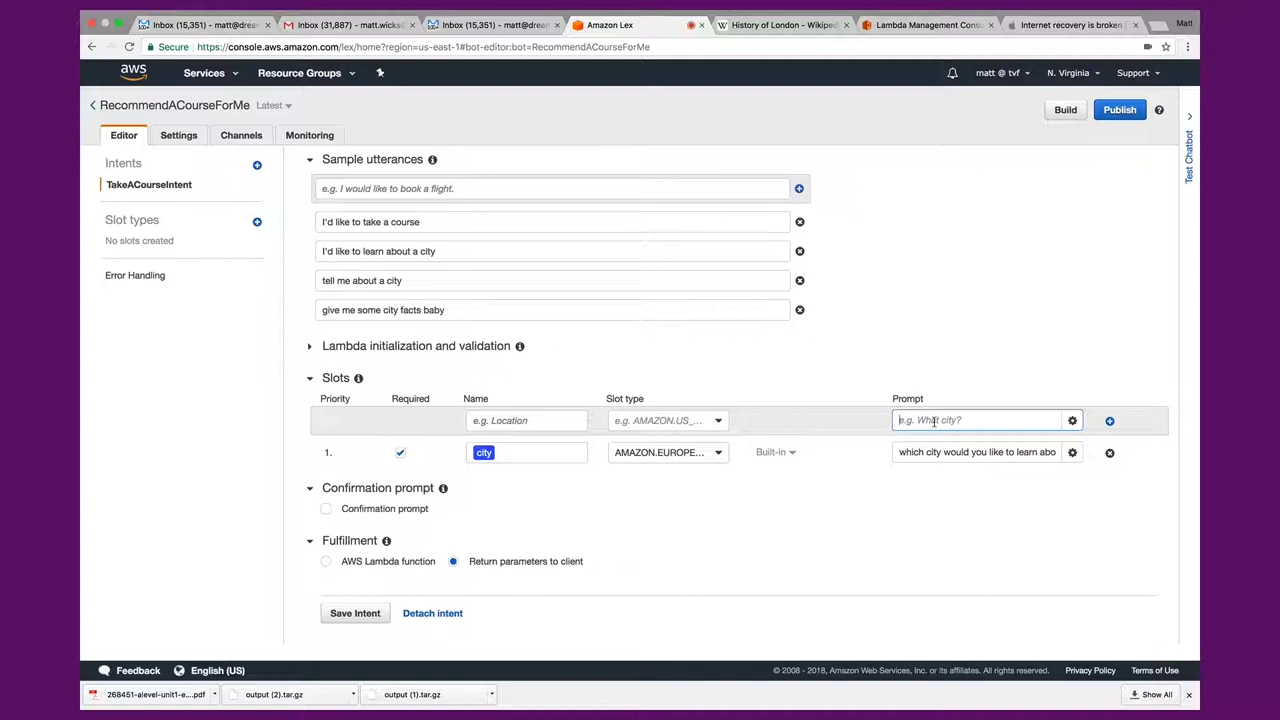 Inbox (15,351) - matt@drea
Inbox (31,887) - matt.wickse
Inbox (15,351) - matt@drea
Amazon Lex
History of London - Wikiped
Lambda Management Cons
Internet recovery is broken
Matt
Secure
https://console.aws.amazon.com/lex/home?region=us-east-1#bot-editor:bot=RecommendACourseForMe
aws
Services
Resource Groups
matt @ tvf
N. Virginia
Support
RecommendACourseForMe
Latest
Build
Publish
Editor
Settings
Channels
Monitoring
Test Chatbot
Intents
TakeACourseIntent
Slot types
No slots created
Error Handling
Sample utterances
e.g. I would like to book a flight.
I'd like to take a course
I'd like to learn about a city
tell me about a city
give me some city facts baby
Lambda initialization and validation
Slots
Priority Required Name Slot type Prompt
e.g. Location e.g. AMAZON.US_... e.g. What city?
1. city AMAZON.EUROPE... Built-in which city would you like to learn abo
Confirmation prompt
Confirmation prompt
Fulfillment
AWS Lambda function Return parameters to client
Save Intent Detach intent
Feedback English (US)
© 2008 - 2018, Amazon Web Services, Inc. or its affiliates. All rights reserved. Privacy Policy Terms of Use
268451-alevel-unit1-e....pdf
output (2).tar.gz
output (1).tar.gz
Show All